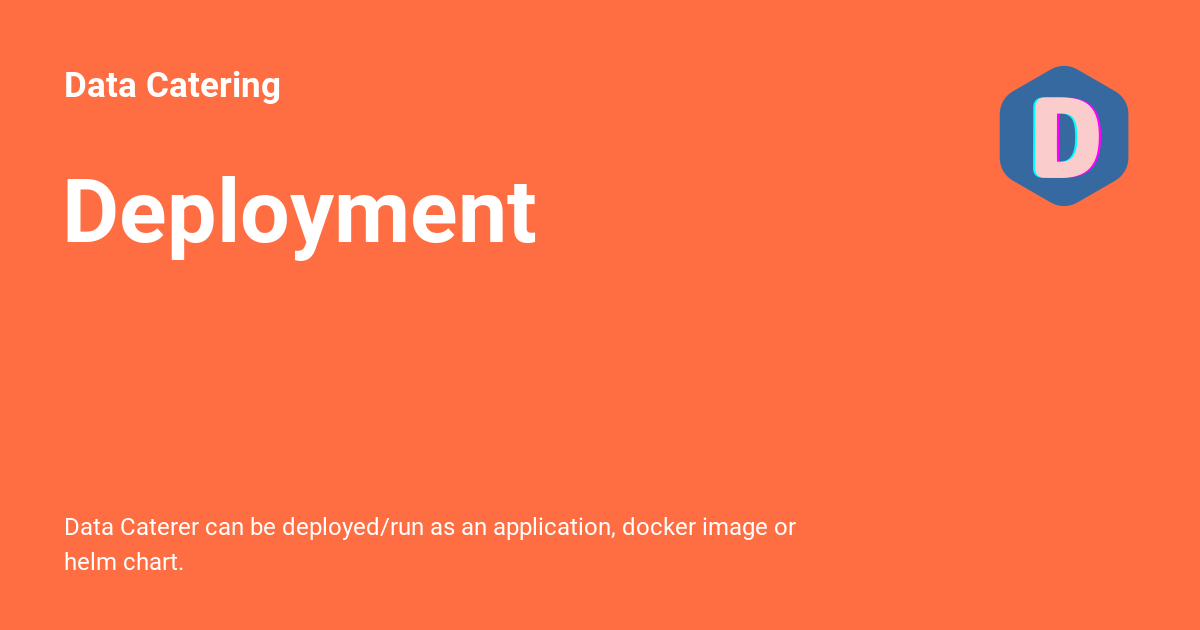 Data Catering
D
Deployment
Data Caterer can be deployed/run as an application, docker image or
helm chart.